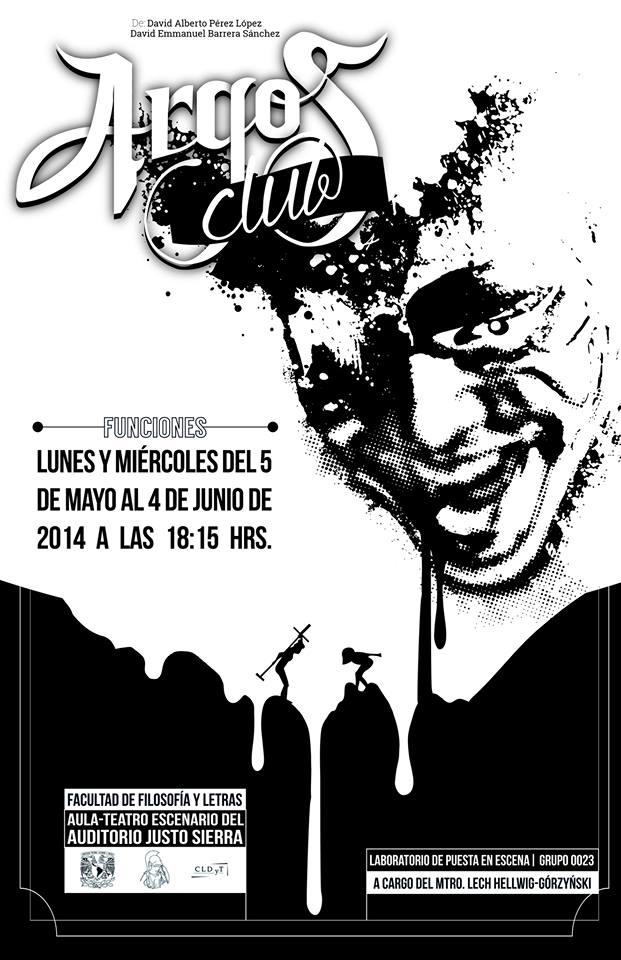 De: David Alberto Pérez López
David Emmanuel Barrera Sánchez
Argos
club
FUNCIONES
LUNES Y MIÉRCOLES DEL 5
DE MAYO AL 4 DE JUNIO DE
2014 A LAS 18:15 HRS.
FACULTAD DE FILOSOFÍA Y LETRAS
AULA-TEATRO ESCENARIO DEL
AUDITORIO JUSTO SIERRA
CLDyT
LABORATORIO DE PUESTA EN ESCENA | GRUPO 0023
A CARGO DEL MTRO. LECH HELLWIG-GÓRZYŃSKI